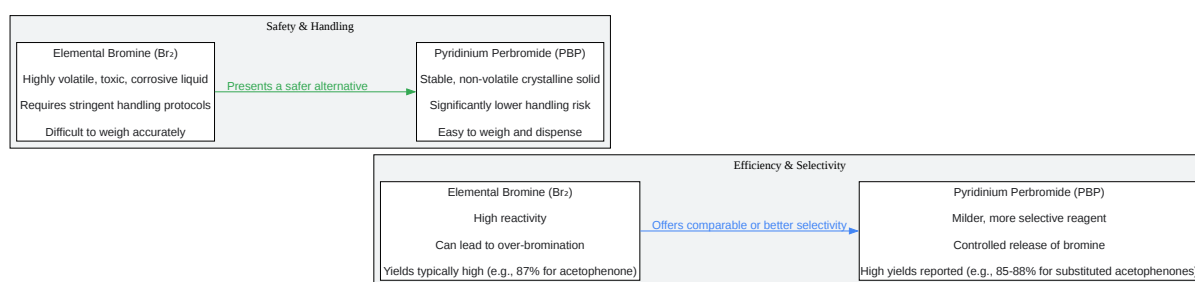 Safety & Handling
Elemental Bromine (Br₂)
Highly volatile, toxic, corrosive liquid
Requires stringent handling protocols
Difficult to weigh accurately
Presents a safer alternative
Pyridinium Perbromide (PBP)
Stable, non-volatile crystalline solid
Significantly lower handling risk
Easy to weigh and dispense
Efficiency & Selectivity
Elemental Bromine (Br₂)
High reactivity
Can lead to over-bromination
Yields typically high (e.g., 87% for acetophenone)
Offers comparable or better selectivity
Pyridinium Perbromide (PBP)
Milder, more selective reagent
Controlled release of bromine
High yields reported (e.g., 85-88% for substituted acetophenones)